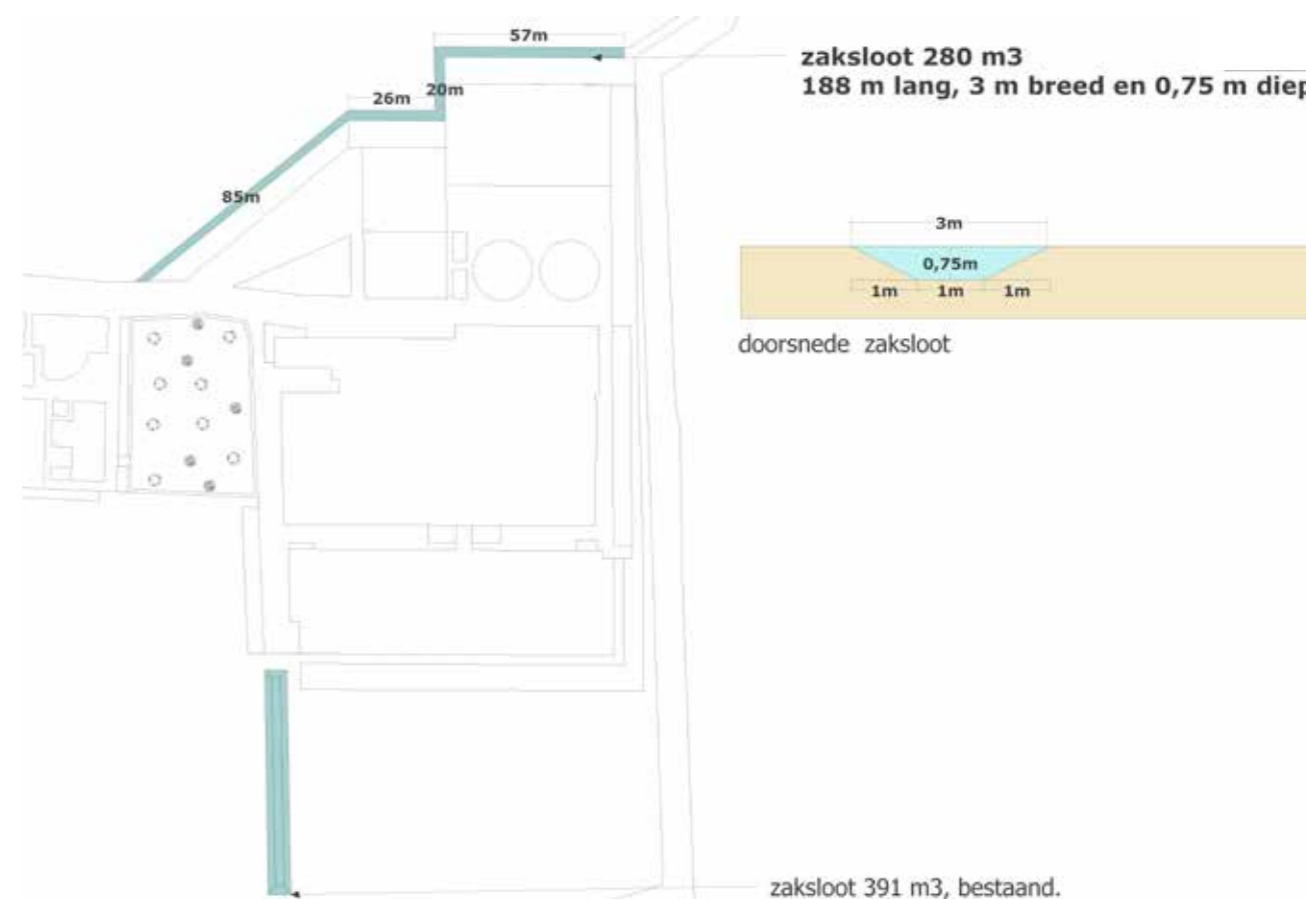 57m
zaksloot 280 m3
188 m lang, 3 m breed en 0,75 m diep
26m
20m
85m
3m
0,75m
1m 1m 1m
doorsnede zaksloot
zaksloot 391 m3, bestaand.